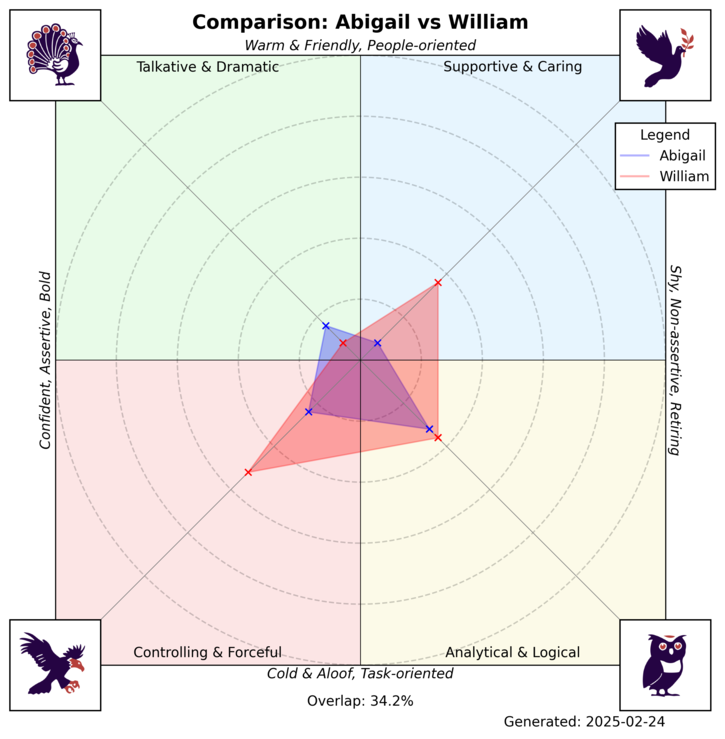 Comparison: Abigail vs William
Warm & Friendly, People-oriented
Talkative & Dramatic
Supportive & Caring
Legend
Abigail
William
Confident, Assertive, Bold
Shy, Non-assertive, Retiring
Controlling & Forceful
Analytical & Logical
Cold & Aloof, Task-oriented
Overlap: 34.2%
Generated: 2025-02-24